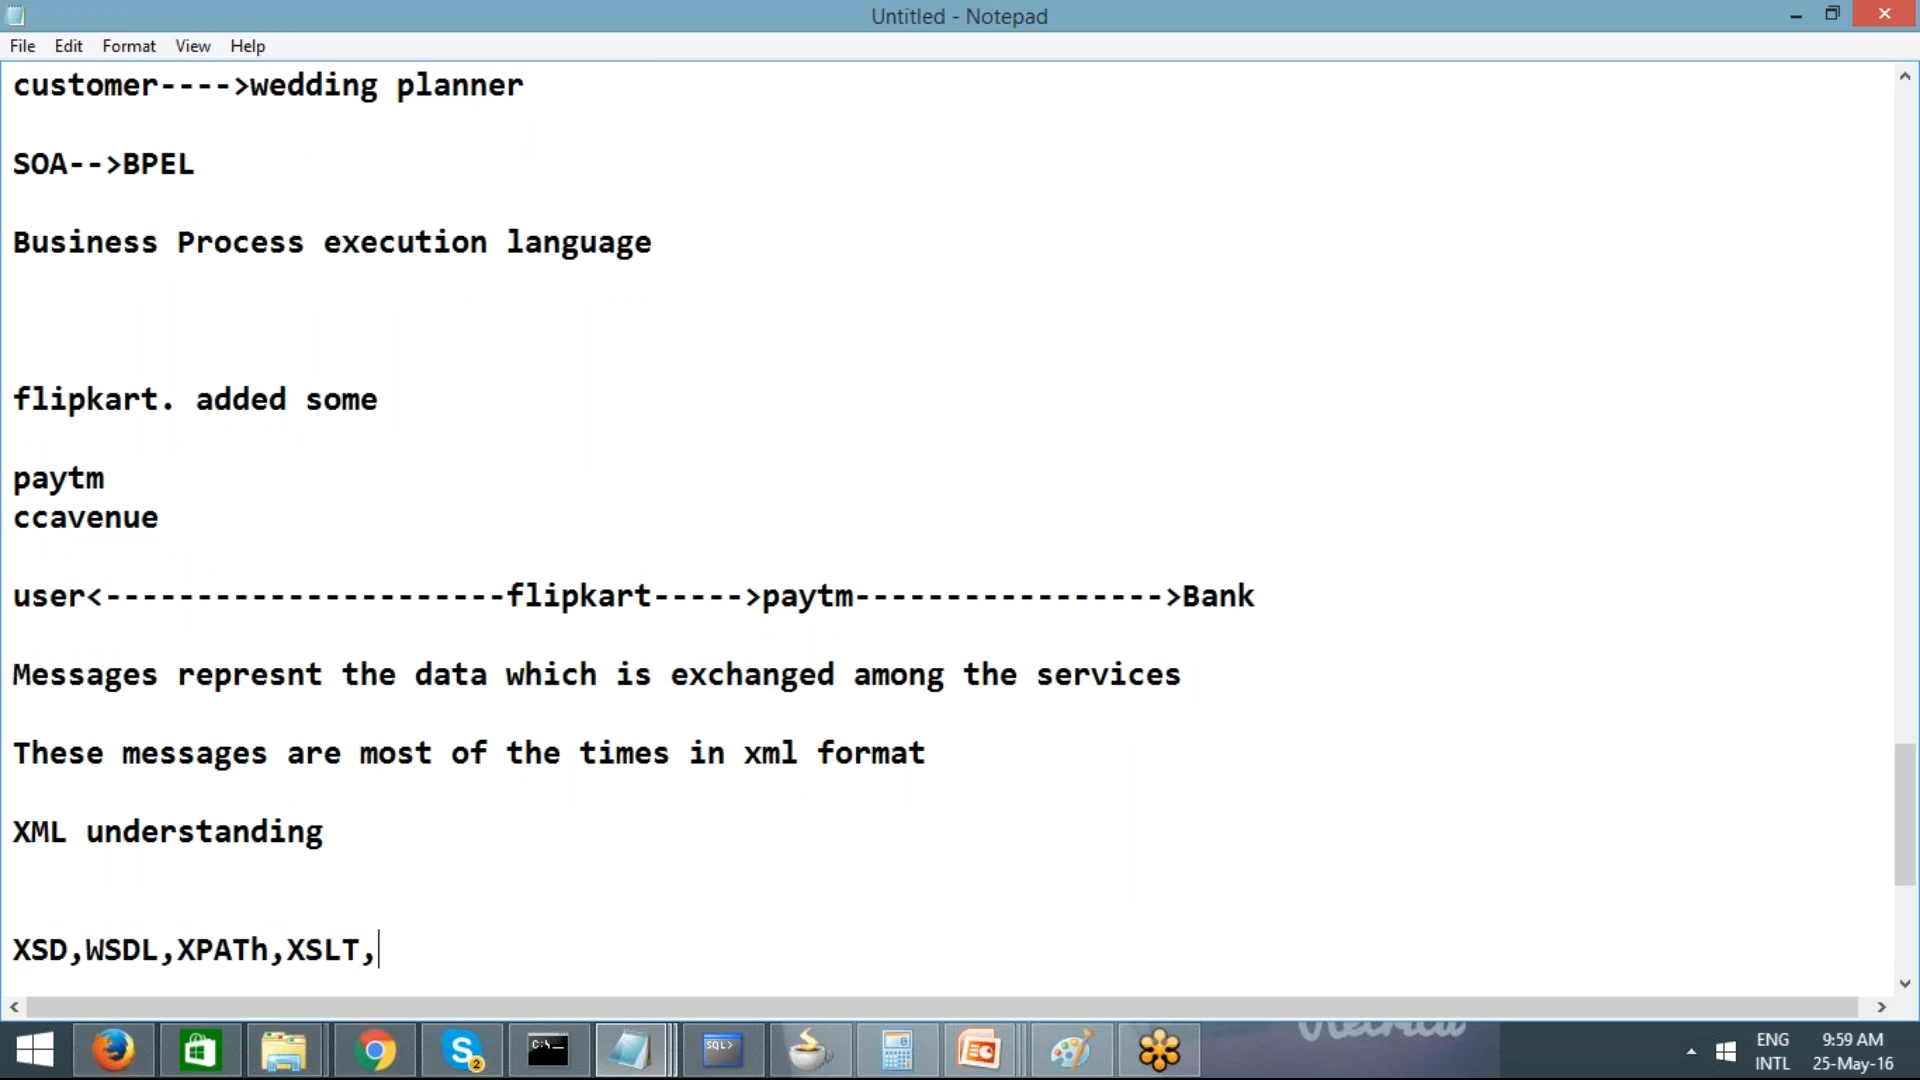 Untitled - Notepad
File Edit Format View Help
customer---->wedding planner
SOA-->BPEL
Business Process execution language
flipkart. added some
paytm
ccavenue
user<----------------------flipkart----->paytm----------------->Bank
Messages represnt the data which is exchanged among the services
These messages are most of the times in xml format
XML understanding
XSD,WSDL,XPATh,XSLT,
S 2
C:\_
SQL>
ENG 9:59 AM
INTL 25-May-16